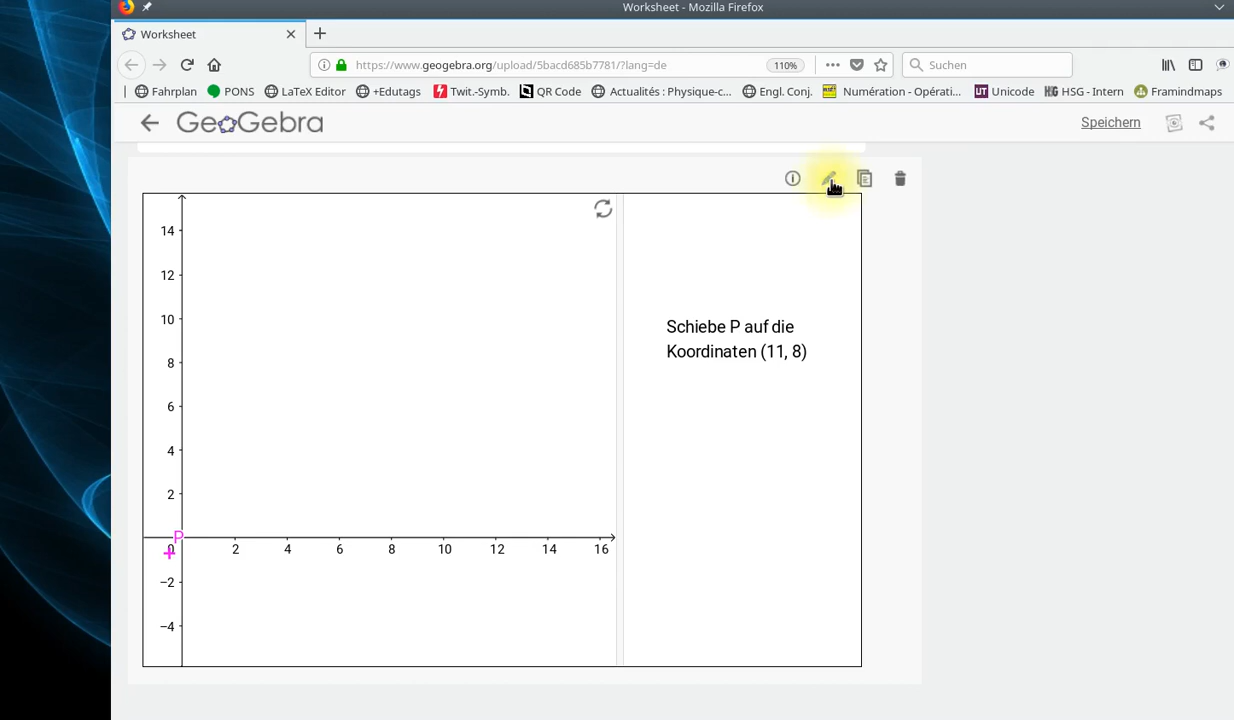 Worksheet - Mozilla Firefox
Worksheet
https://www.geogebra.org/upload/5bacd685b7781/?lang=de
110%
Suchen
Fahrplan PONS LaTeX Editor +Edutags Twit.-Symb. QR Code Actualités : Physique-c... Engl. Conj. Numération - Opérati... Unicode HSG - Intern Framindmaps
GeoGebra
Speichern
14
12
10
8
6
4
2
P
0 2 4 6 8 10 12 14 16
−2
−4
Schiebe P auf die
Koordinaten (11, 8)